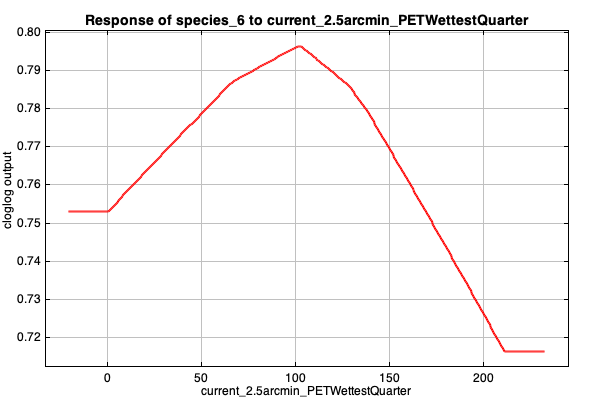 Response of species_6 to current_2.5arcmin_PETWettestQuarter
0.80
0.79
0.78
0.77
0.76
0.75
0.74
0.73
0.72
cloglog output
0 50 100 150 200
current_2.5arcmin_PETWettestQuarter